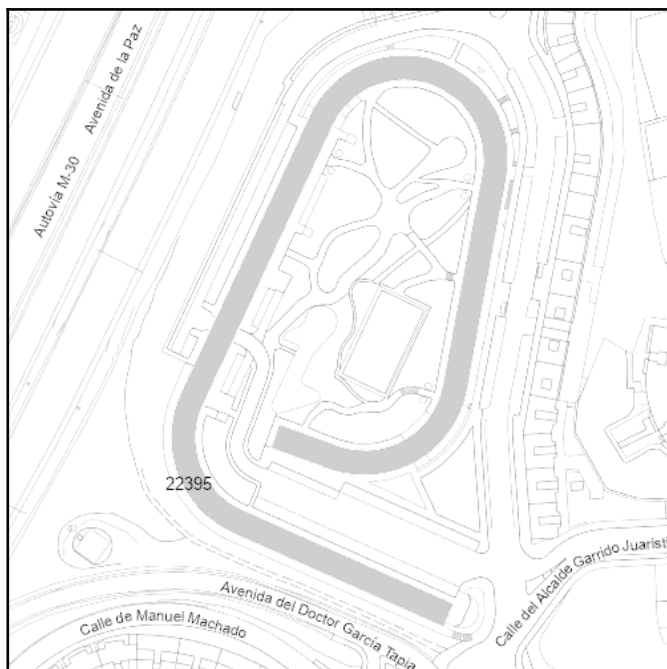 Avenida de la Paz
Autovía M-30
22395
Avenida del Doctor García Tapia
Calle de Manuel Machado
Calle del Alcalde Garrido Juaristi